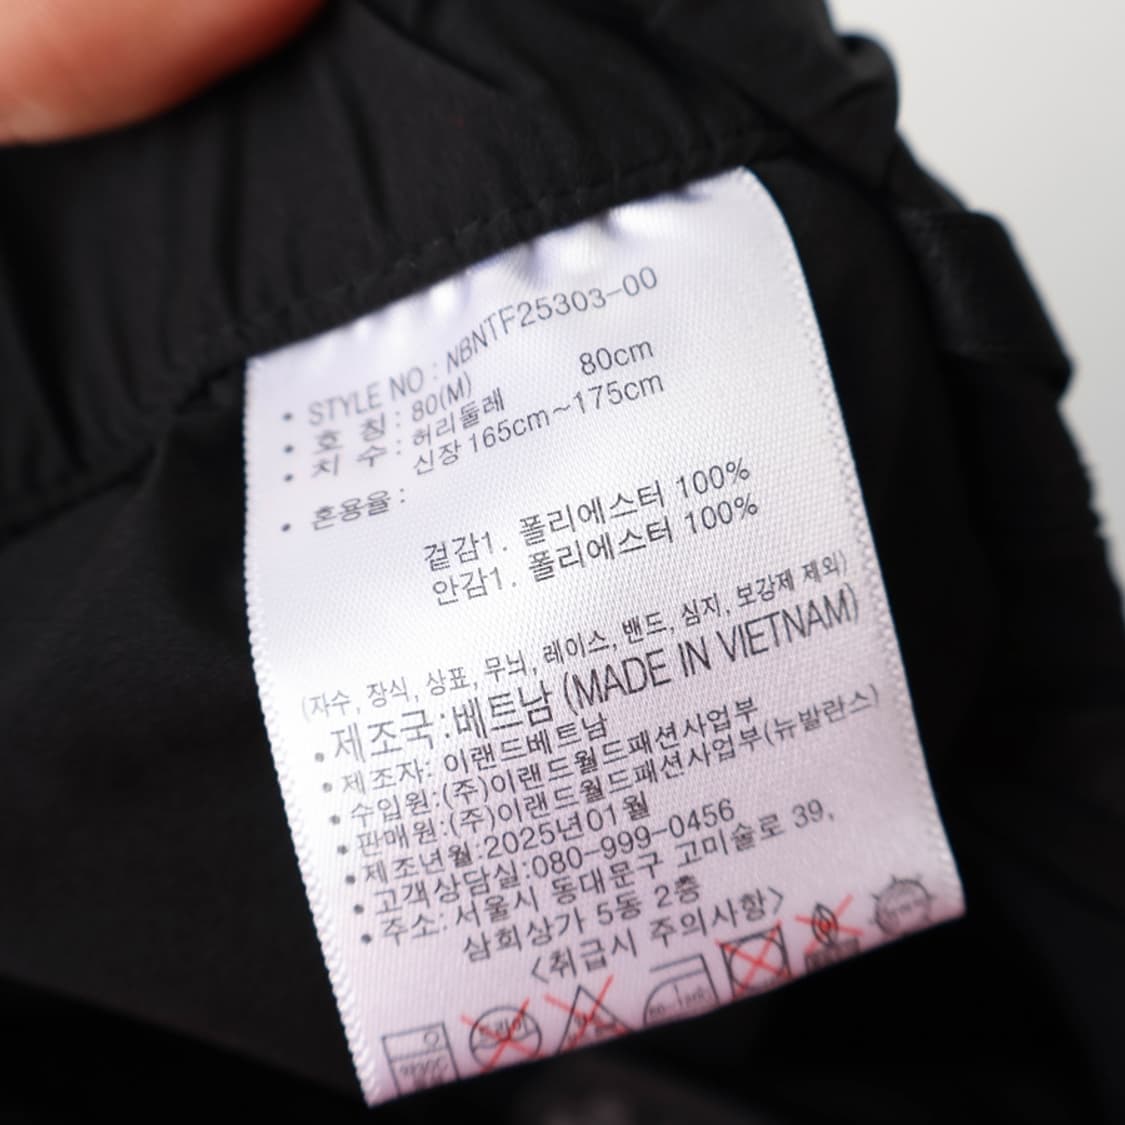 • STYLE NO : NBNTF25303-00
• 호 칭 : 80(M)
• 치 수 : 허리둘레 80cm
신장 165cm~175cm
• 혼용율 :
겉감1. 폴리에스터 100%
안감1. 폴리에스터 100%
(자수, 장식, 상표, 무늬, 레이스, 밴드, 심지, 보강제 제외)
• 제조국:베트남 (MADE IN VIETNAM)
• 제조자: 이랜드베트남
• 수입원:(주)이랜드월드패션사업부
• 판매원:(주)이랜드월드패션사업부(뉴발란스)
• 제조년월:2025년01월
• 고객상담실:080-999-0456
• 주소: 서울시 동대문구 고미술로 39,
삼희상가 5동 2층
<취급시 주의사항>
드라이